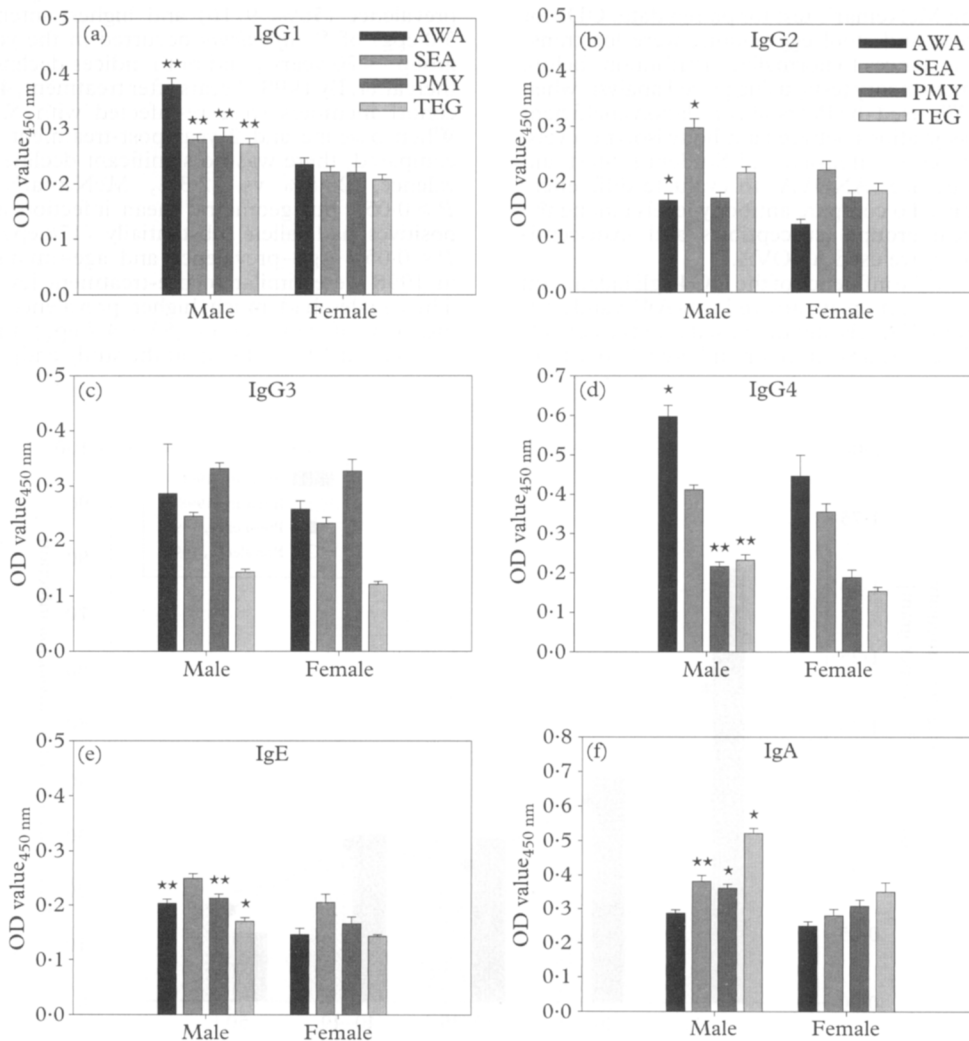 (a) IgG1
AWA
SEA
PMY
TEG
OD value450 nm
0·5
0·4
0·3
0·2
0·1
0·0
★★
★★ ★★ ★★
Male Female
(b) IgG2
AWA
SEA
PMY
TEG
OD value450 nm
0·5
0·4
0·3
0·2
0·1
0·0
★
★
Male Female
(c) IgG3
OD value450 nm
0·5
0·4
0·3
0·2
0·1
0·0
Male Female
(d) IgG4
OD value450 nm
0·7
0·6
0·5
0·4
0·3
0·2
0·1
0·0
★
★★ ★★
Male Female
(e) IgE
OD value450 nm
0·5
0·4
0·3
0·2
0·1
0·0
★★ ★★ ★
Male Female
(f) IgA
OD value450 nm
0·8
0·7
0·6
0·5
0·4
0·3
0·2
0·1
0·0
★
★★ ★
Male Female